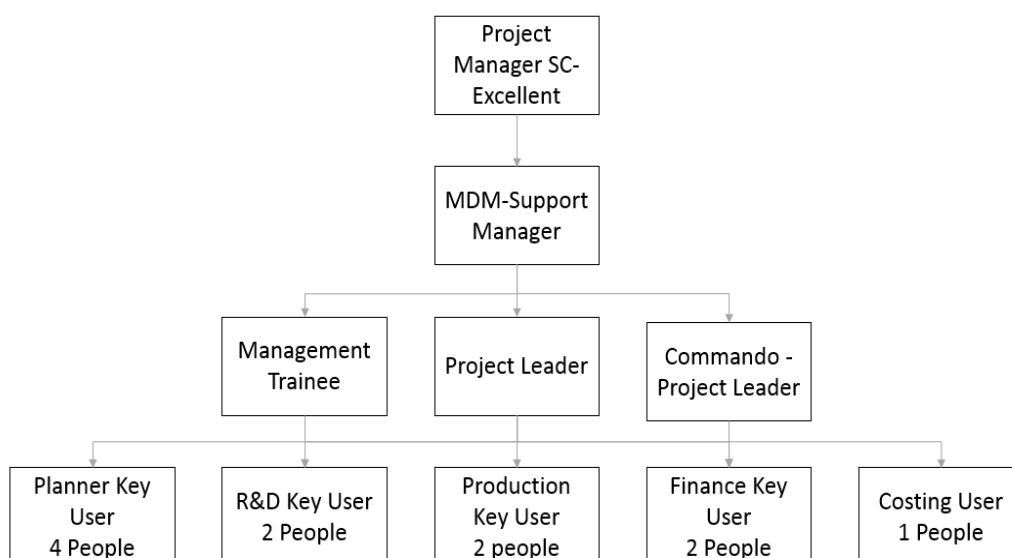 Project
Manager SC-
Excellent
MDM-Support
Manager
Management
Trainee
Project Leader
Commando -
Project Leader
Planner Key
User
4 People
R&D Key User
2 People
Production
Key User
2 people
Finance Key
User
2 People
Costing User
1 People